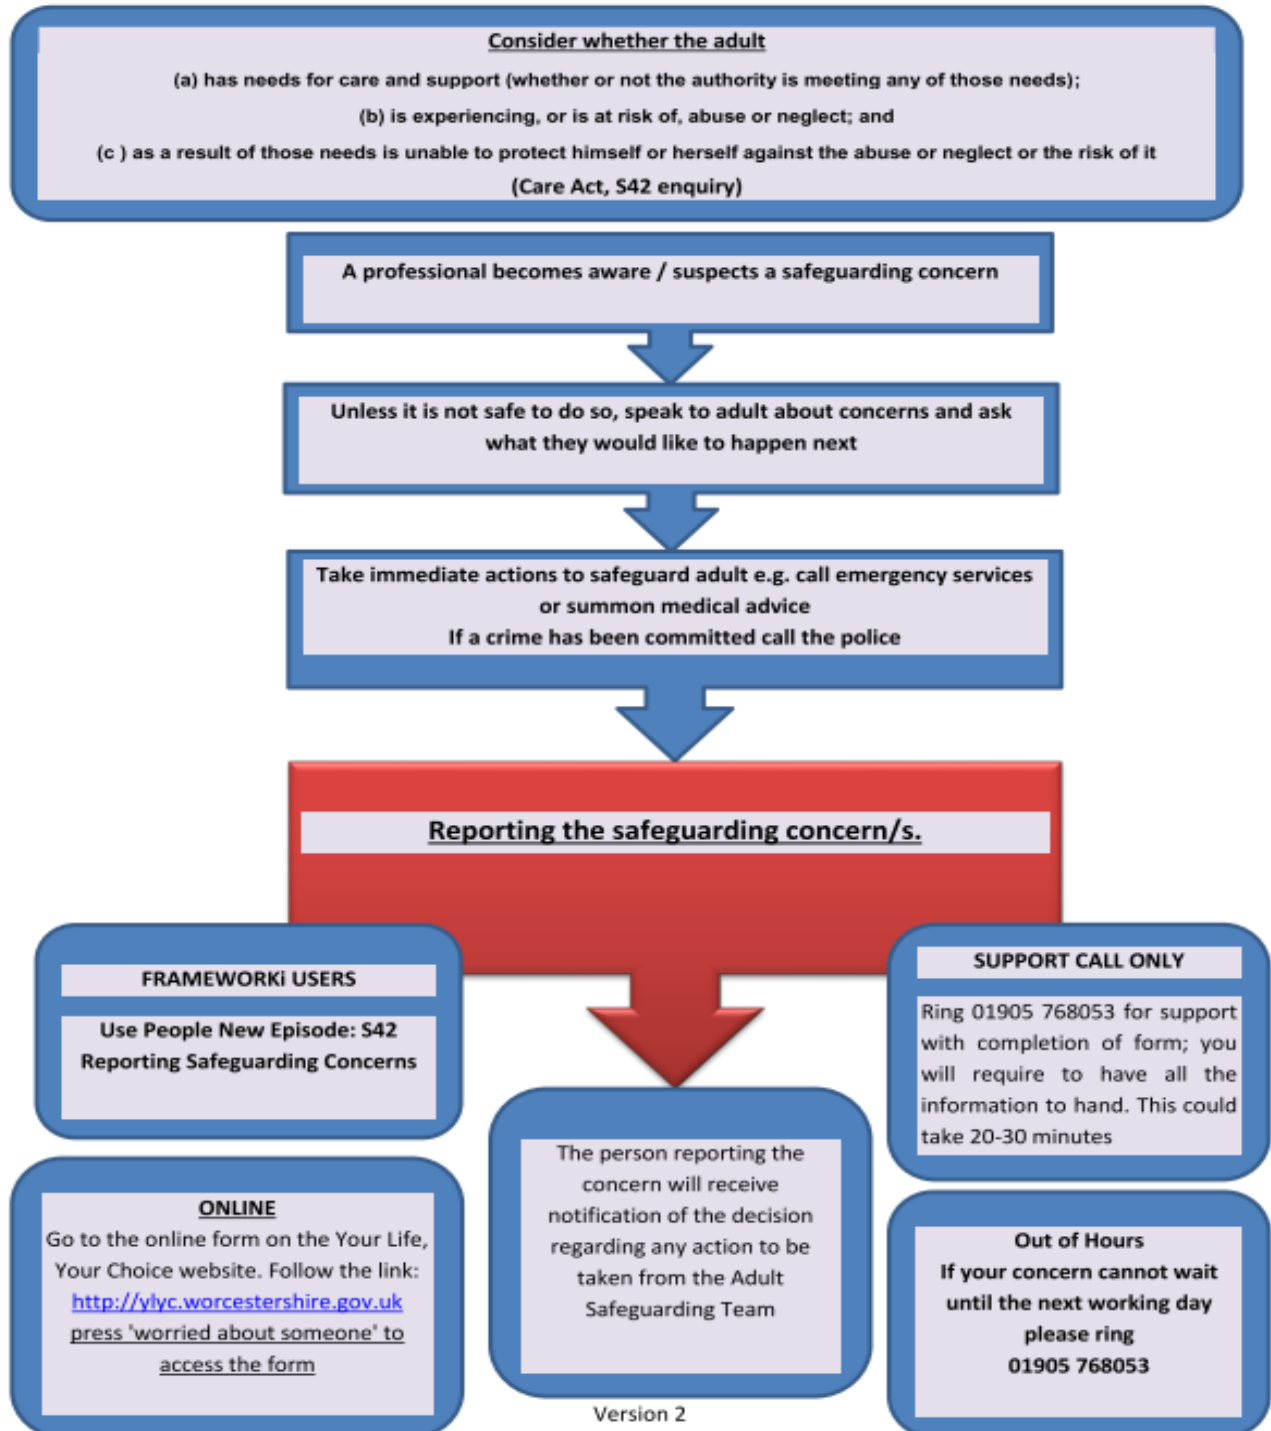 Consider whether the adult
(a) has needs for care and support (whether or not the authority is meeting any of those needs);
(b) is experiencing, or is at risk of, abuse or neglect; and
(c ) as a result of those needs is unable to protect himself or herself against the abuse or neglect or the risk of it
(Care Act, S42 enquiry)
A professional becomes aware / suspects a safeguarding concern
Unless it is not safe to do so, speak to adult about concerns and ask
what they would like to happen next
Take immediate actions to safeguard adult e.g. call emergency services
or summon medical advice
If a crime has been committed call the police
Reporting the safeguarding concern/s.
FRAMEWORKi USERS
Use People New Episode: S42
Reporting Safeguarding Concerns
ONLINE
Go to the online form on the Your Life,
Your Choice website. Follow the link:
http://ylyc.worcestershire.gov.uk
press 'worried about someone' to
access the form
The person reporting the
concern will receive
notification of the decision
regarding any action to be
taken from the Adult
Safeguarding Team
SUPPORT CALL ONLY
Ring 01905 768053 for support
with completion of form; you
will require to have all the
information to hand. This could
take 20-30 minutes
Out of Hours
If your concern cannot wait
until the next working day
please ring
01905 768053
Version 2